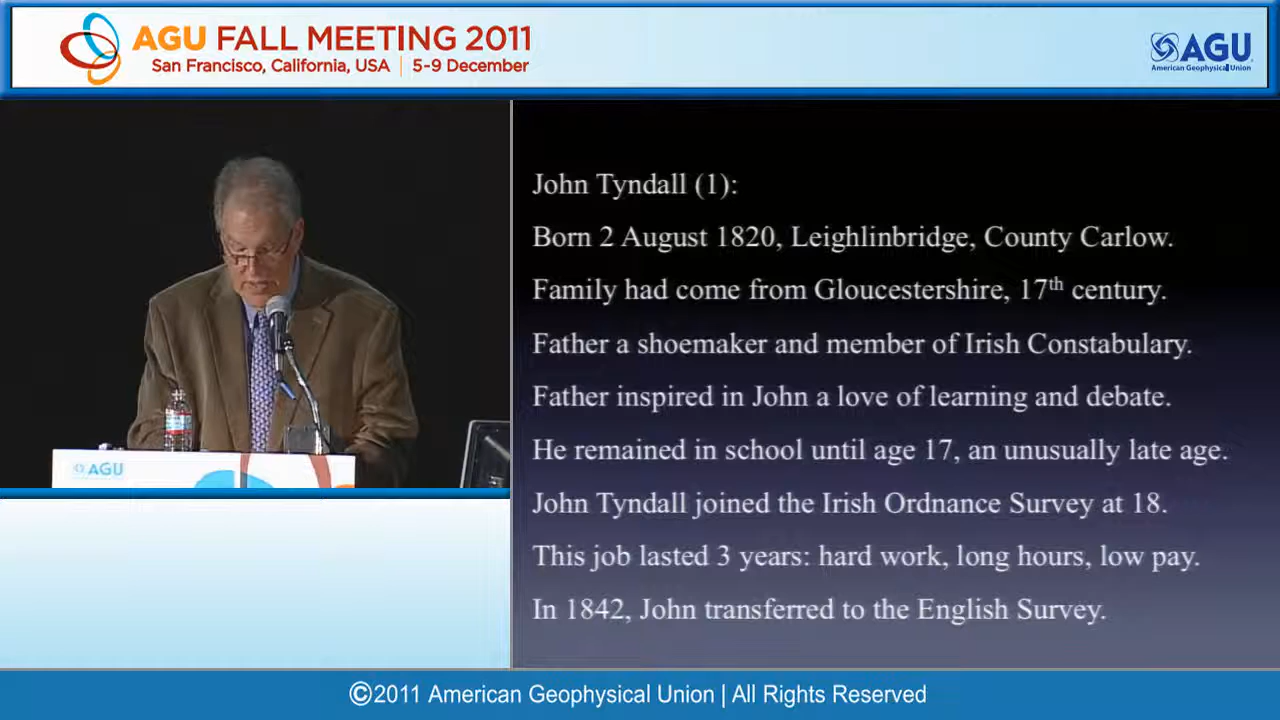 AGU FALL MEETING 2011
San Francisco, California, USA | 5-9 December
AGU
American Geophysical Union
John Tyndall (1):
Born 2 August 1820, Leighlinbridge, County Carlow.
Family had come from Gloucestershire, 17th century.
Father a shoemaker and member of Irish Constabulary.
Father inspired in John a love of learning and debate.
He remained in school until age 17, an unusually late age.
John Tyndall joined the Irish Ordnance Survey at 18.
This job lasted 3 years: hard work, long hours, low pay.
In 1842, John transferred to the English Survey.
AGU
©2011 American Geophysical Union | All Rights Reserved